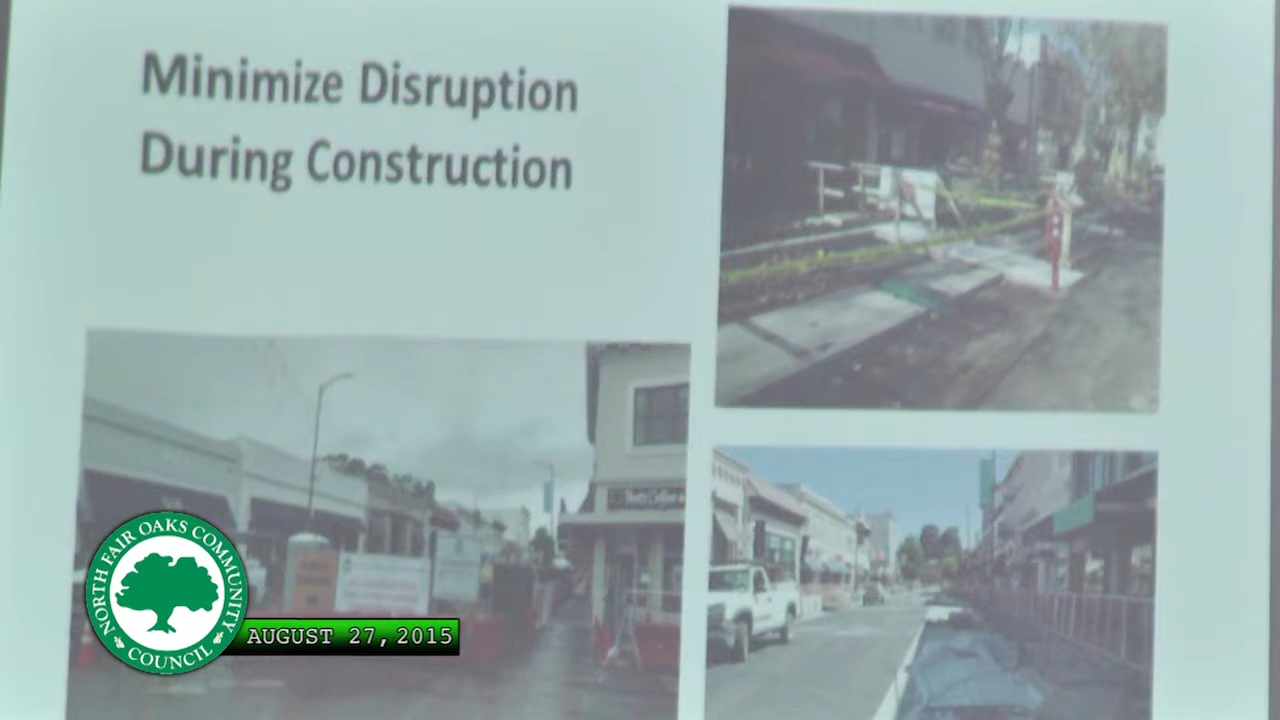 Minimize Disruption
During Construction
NORTH FAIR OAKS COMMUNITY
COUNCIL
AUGUST 27, 2015